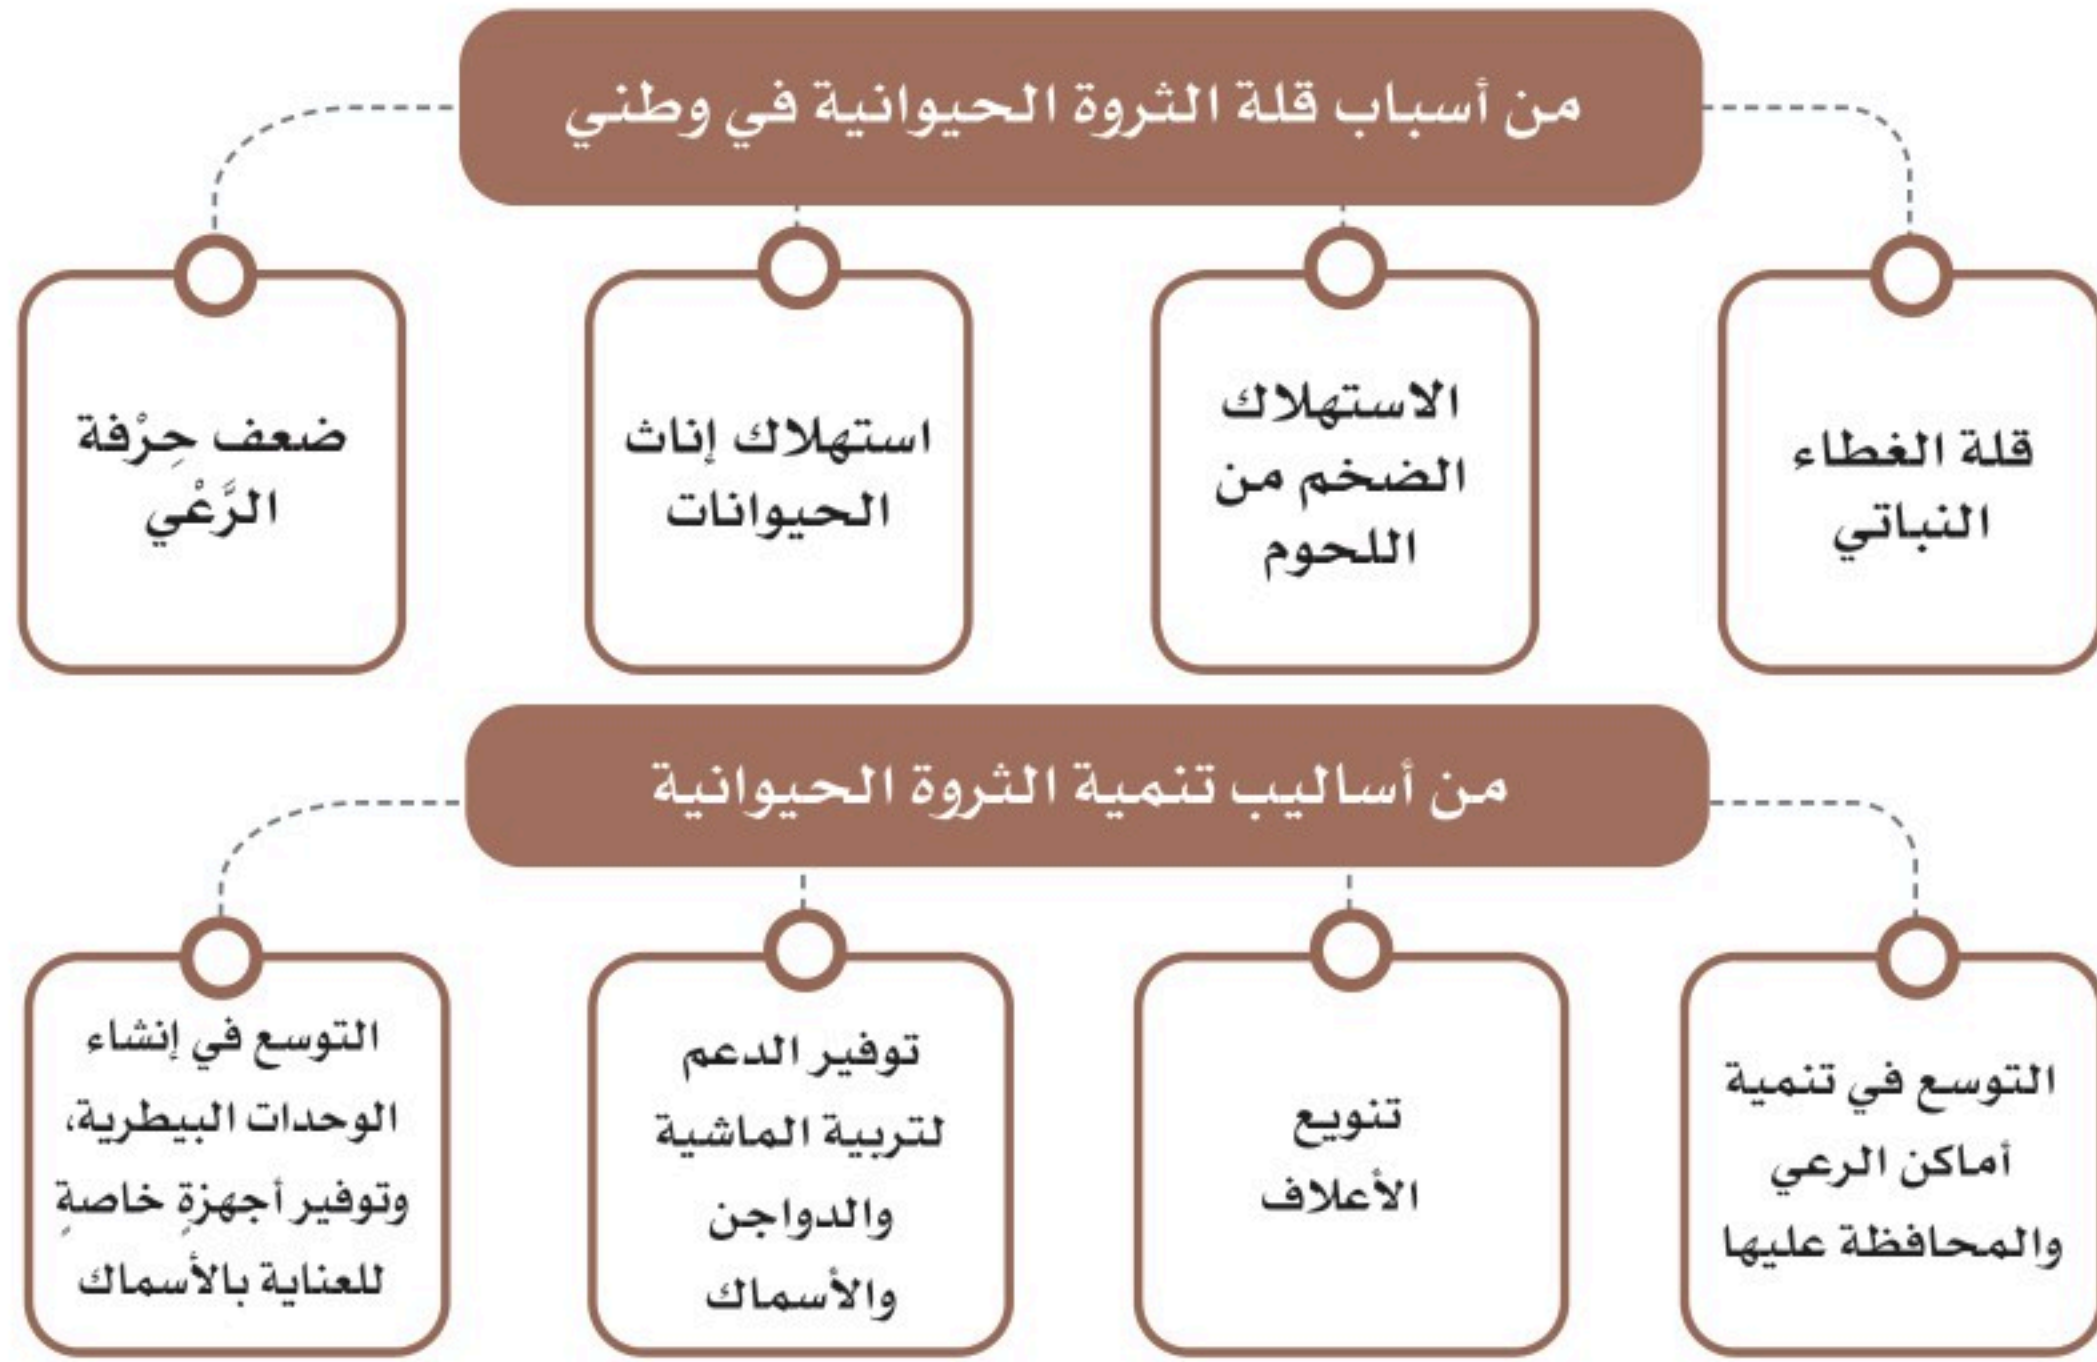 من أسباب قلة الثروة الحيوانية في وطني
قلة الغطاء
النباتي
الاستهلاك
الضخم من
اللحوم
استهلاك إناث
الحيوانات
ضعف حِرْفة
الرَّعْي
من أساليب تنمية الثروة الحيوانية
التوسع في تنمية
أماكن الرعي
والمحافظة عليها
تنويع
الأعلاف
توفير الدعم
لتربية الماشية
والدواجن
والأسماك
التوسع في إنشاء
الوحدات البيطرية،
وتوفير أجهزةٍ خاصةٍ
للعناية بالأسماك